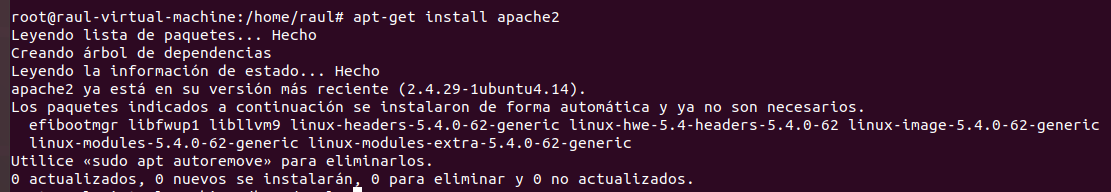 root@raul-virtual-machine:/home/raul# apt-get install apache2
Leyendo lista de paquetes... Hecho
Creando árbol de dependencias
Leyendo la información de estado... Hecho
apache2 ya está en su versión más reciente (2.4.29-1ubuntu4.14).
Los paquetes indicados a continuación se instalaron de forma automática y ya no son necesarios.
  efibootmgr libfwup1 libllvm9 linux-headers-5.4.0-62-generic linux-hwe-5.4-headers-5.4.0-62 linux-image-5.4.0-62-generic
  linux-modules-5.4.0-62-generic linux-modules-extra-5.4.0-62-generic
Utilice «sudo apt autoremove» para eliminarlos.
0 actualizados, 0 nuevos se instalarán, 0 para eliminar y 0 no actualizados.